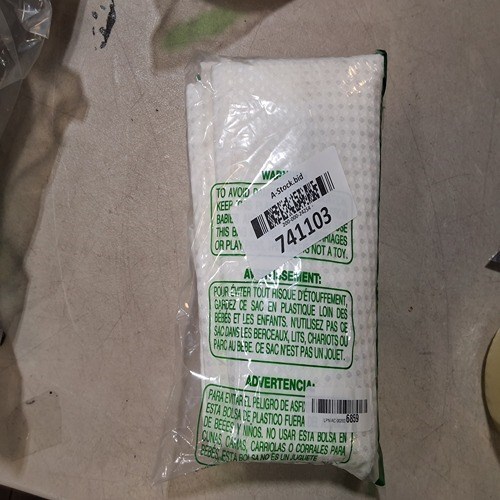 A-Stock.bid
741103
TO AVOID
KEEP
THIS
OR PLAY NOT A TOY.
AVERTISSEMENT:
POUR ÉVITER TOUT RISQUE D'ÉTOUFFEMENT,
GARDEZ CE SAC EN PLASTIQUE LOIN DES
BÉBÉS ET LES ENFANTS. N'UTILISEZ PAS CE
SAC DANS LES BERCEAUX, LITS, CHARIOTS OU
PARC AU BÉBÉ. CE SAC N'EST PAS UN JOUET.
ADVERTENCIA:
PARA EVITAR EL PELIGRO DE
ESTA BOLSA DE PLASTICO FUERA
DE BEBES Y NIÑOS. NO USAR ESTA BOLSA EN
CUNAS, CAMAS, CARRIOLAS O CORRALES PARA
BEBES. ESTA BOLSA NO ES UN JUGUETE
6859